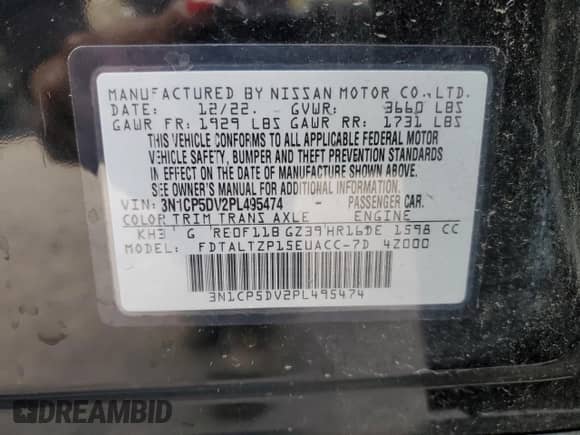 MANUFACTURED BY NISSAN MOTOR CO.,LTD.
DATE: 12/22. GVWR: 3660 LBS
GAWR FR: 1929 LBS GAWR RR: 1731 LBS
THIS VEHICLE CONFORMS TO ALL APPLICABLE FEDERAL MOTOR
VEHICLE SAFETY, BUMPER AND THEFT PREVENTION STANDARDS
IN EFFECT ON THE DATE OF MANUFACTURE SHOWN ABOVE.
SEE OWNER'S MANUAL FOR ADDITIONAL INFORMATION.
VIN: 3N1CP5DV2PL495474 - PASSENGER CAR.
COLOR TRIM TRANS AXLE ENGINE
KH3 G RE0F11B GZ39 HR16DE 1598 CC
MODEL: FDTALTZP15EUACC-7D 4Z000
3N1CP5DV2PL495474
DREAMBID